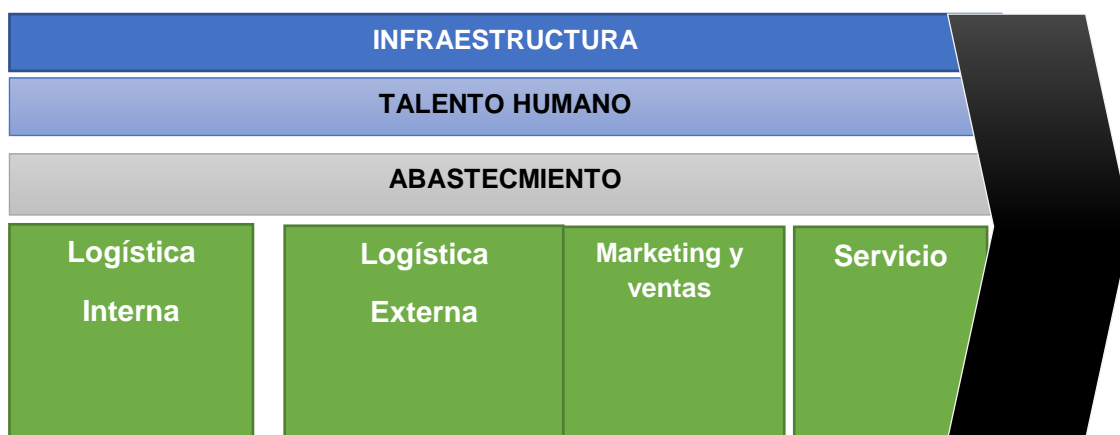 INFRAESTRUCTURA
TALENTO HUMANO
ABASTECMIENTO
Logística
Interna
Logística
Externa
Marketing y
ventas
Servicio